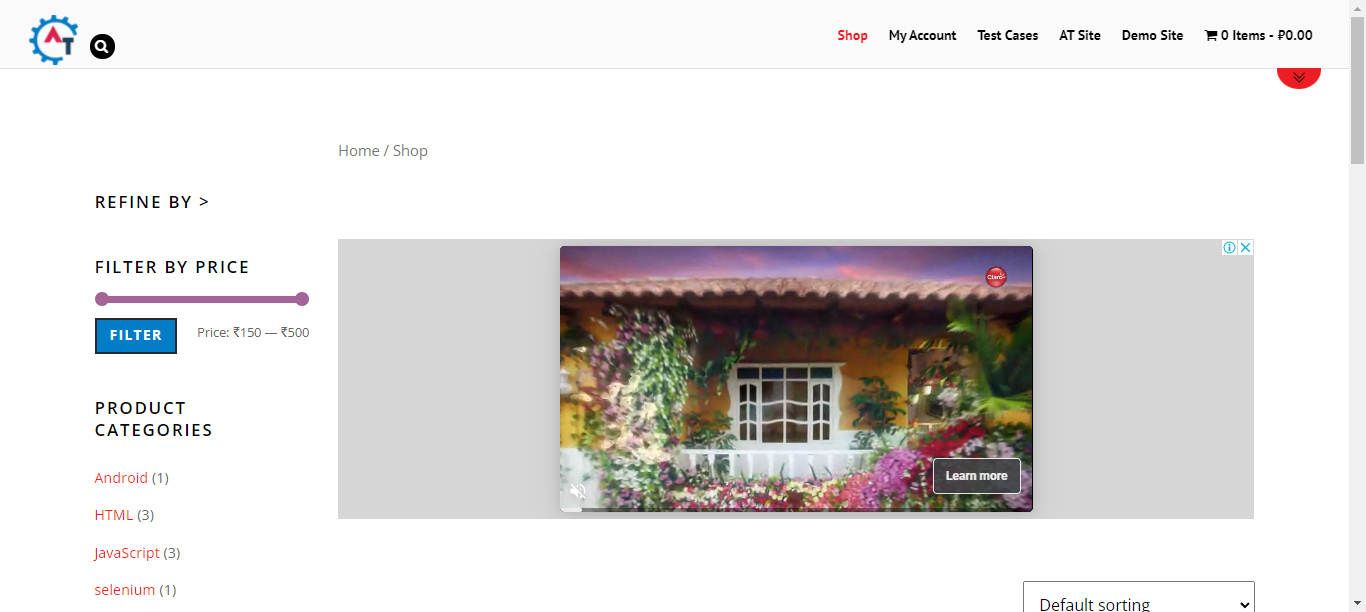 AT
Shop My Account Test Cases AT Site Demo Site 0 Items - ₽0.00
Home / Shop
REFINE BY >
FILTER BY PRICE
FILTER Price: ₹150 — ₹500
Claro
Learn more
PRODUCT
CATEGORIES
Android (1)
HTML (3)
JavaScript (3)
selenium (1)
Default sorting